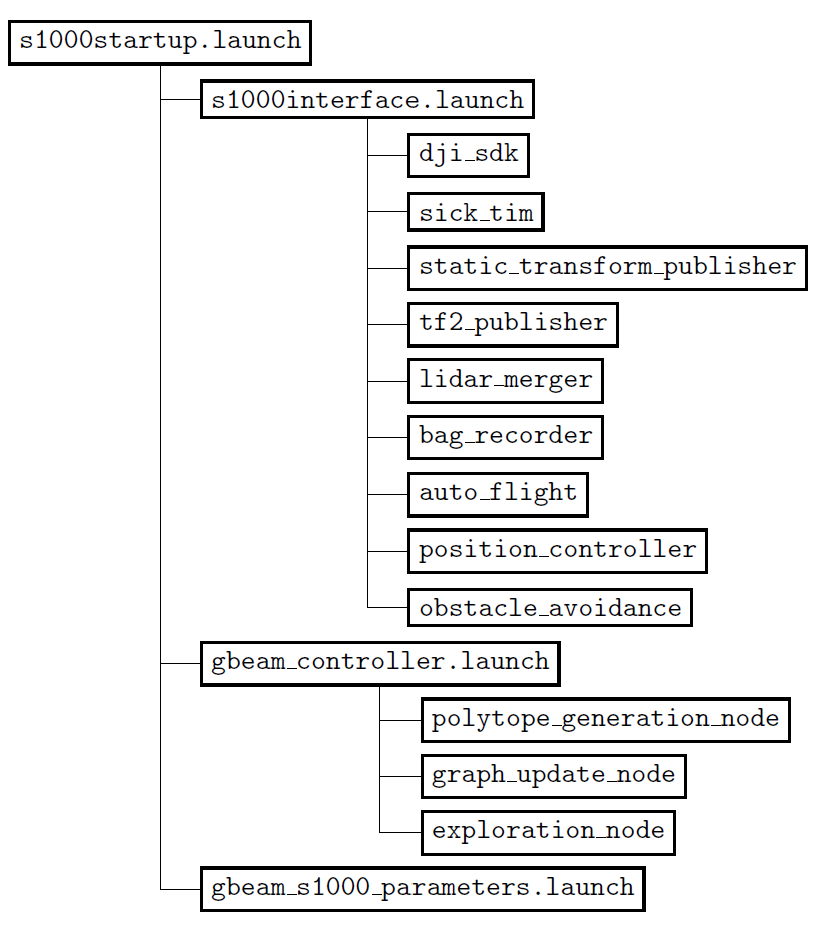 s1000startup.launch
s1000interface.launch
dji_sdk
sick_tim
static_transform_publisher
tf2_publisher
lidar_merger
bag_recorder
auto_flight
position_controller
obstacle_avoidance
gbeam_controller.launch
polytope_generation_node
graph_update_node
exploration_node
gbeam_s1000_parameters.launch